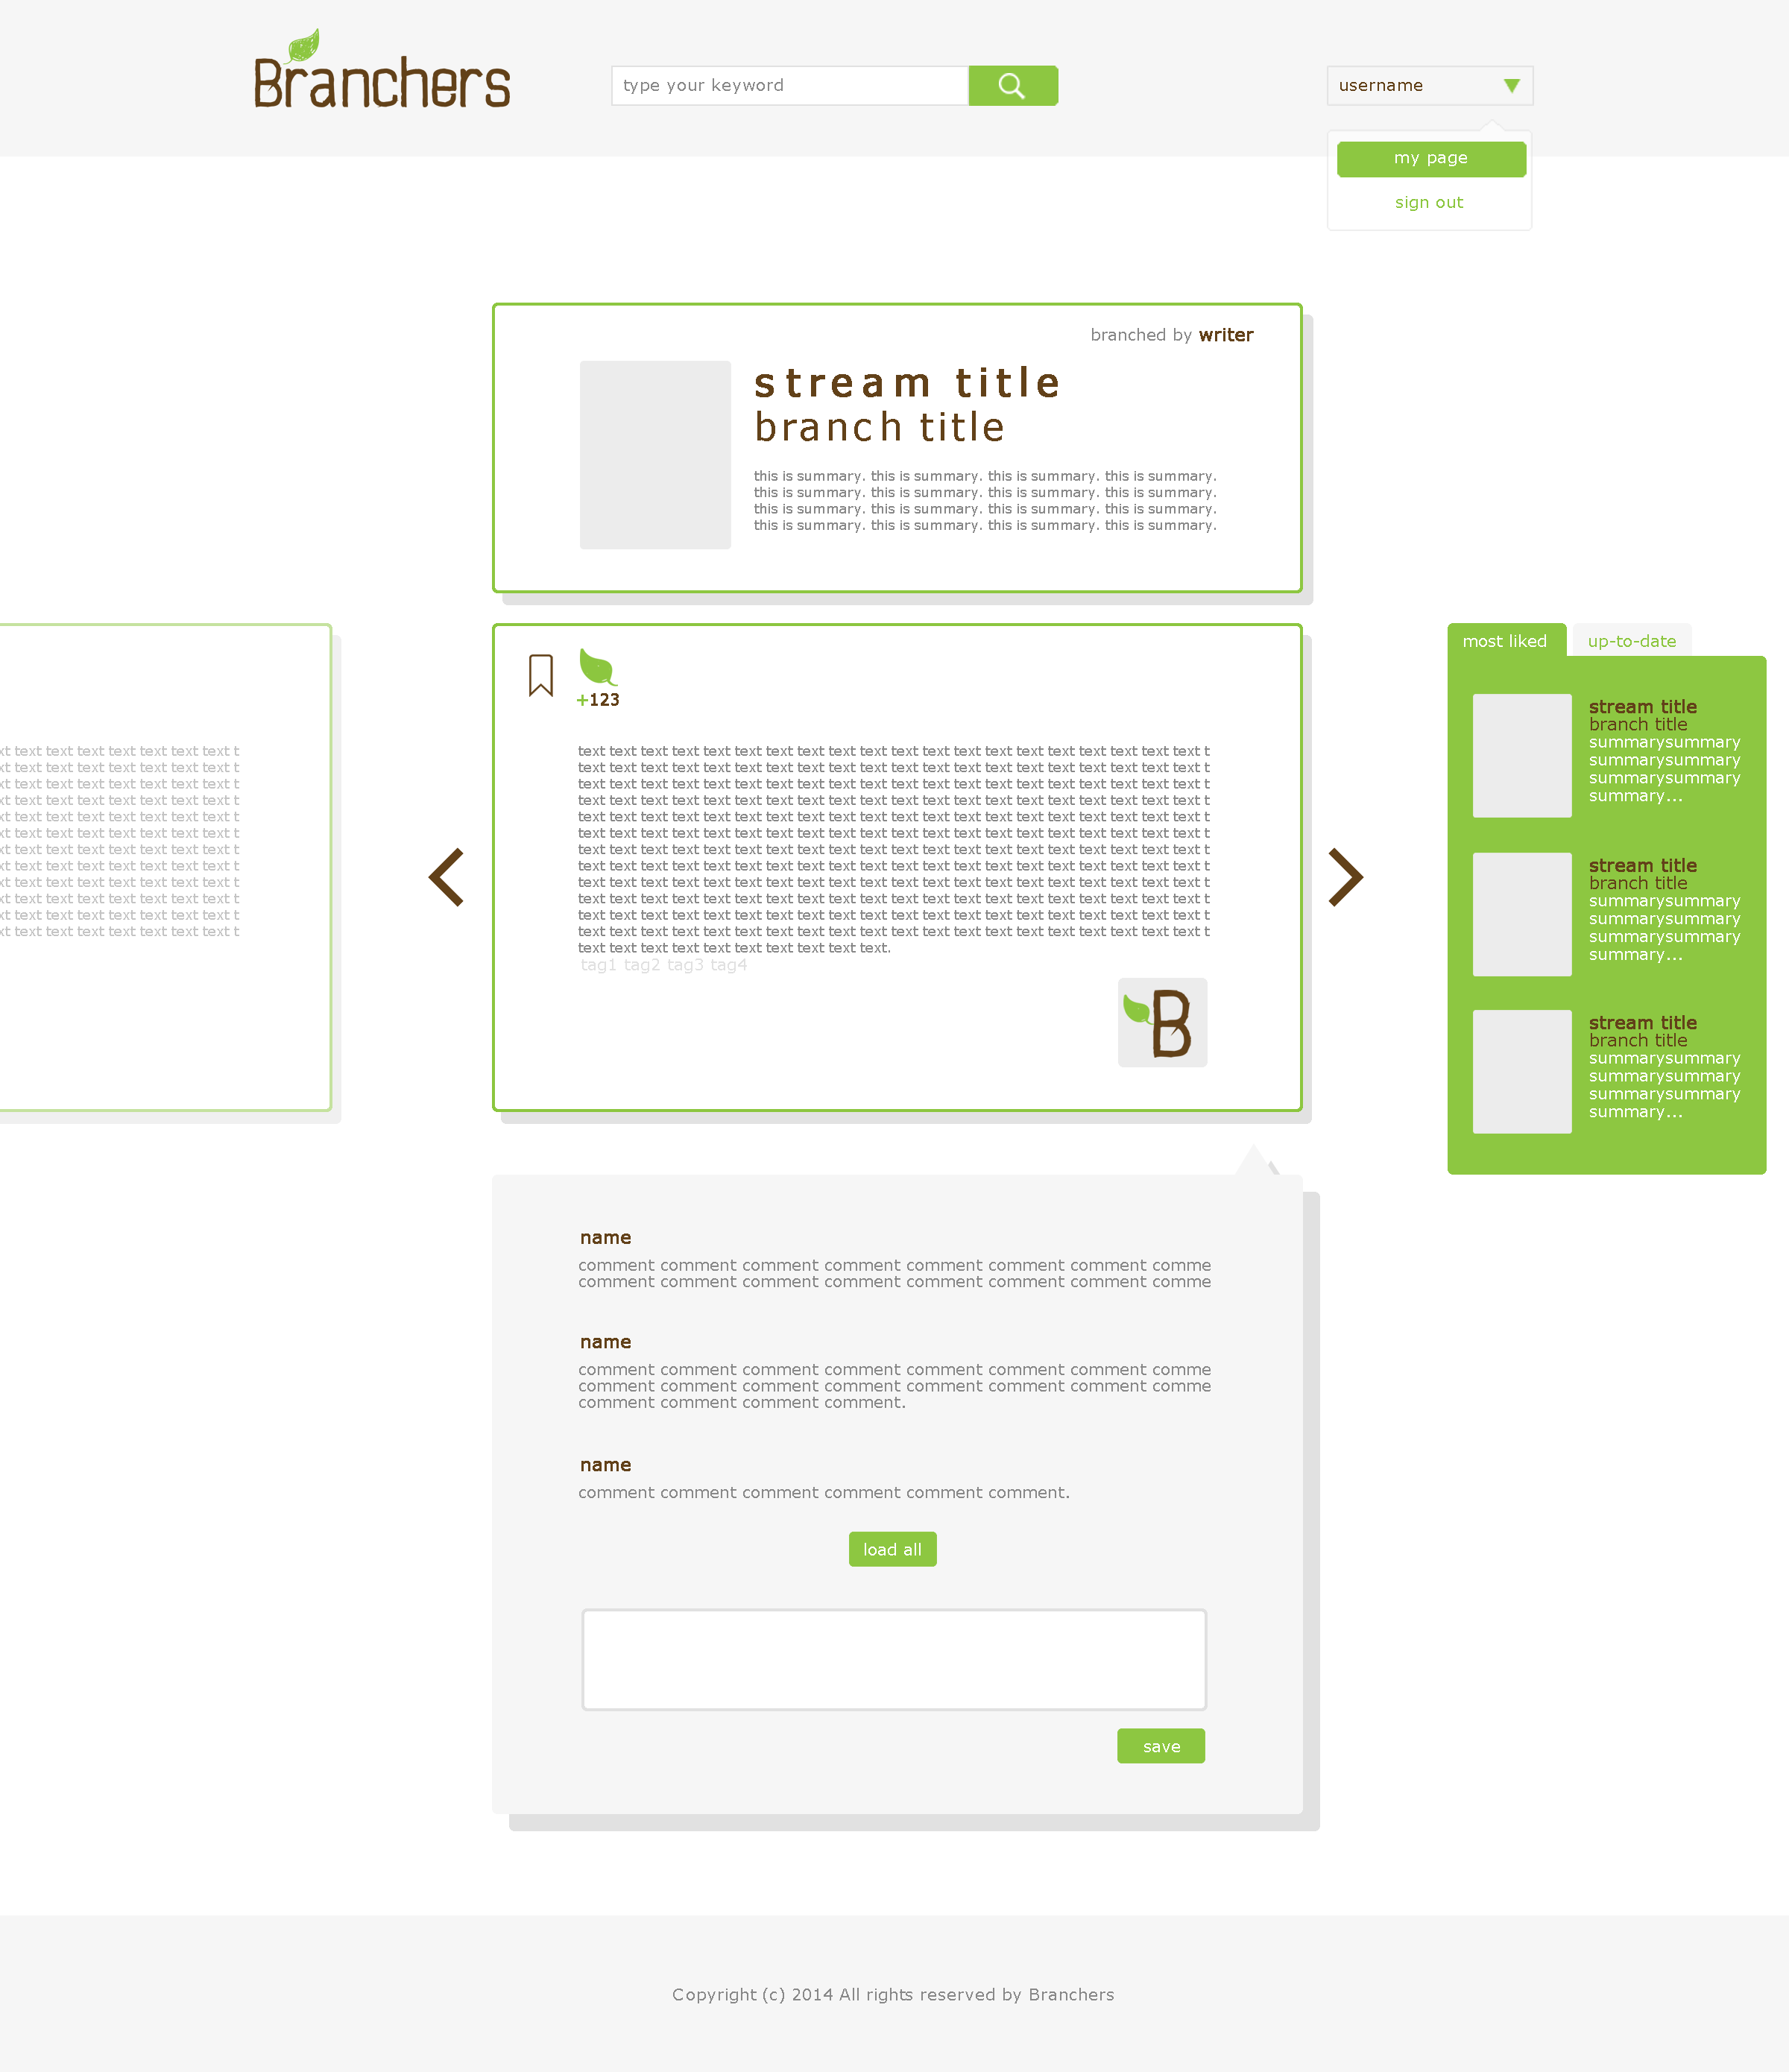 Branchers
type your keyword
username
my page
sign out
branched by writer
stream title
branch title
this is summary. this is summary. this is summary. this is summary.
this is summary. this is summary. this is summary. this is summary.
this is summary. this is summary. this is summary. this is summary.
this is summary. this is summary. this is summary. this is summary.
xt text text text text text text text t
xt text text text text text text text t
xt text text text text text text text t
xt text text text text text text text t
xt text text text text text text text t
xt text text text text text text text t
xt text text text text text text text t
xt text text text text text text text t
xt text text text text text text text t
xt text text text text text text text t
xt text text text text text text text t
xt text text text text text text text t
+123
text text text text text text text text text text text text text text text text text text text text t
text text text text text text text text text text text text text text text text text text text text t
text text text text text text text text text text text text text text text text text text text text t
text text text text text text text text text text text text text text text text text text text text t
text text text text text text text text text text text text text text text text text text text text t
text text text text text text text text text text text text text text text text text text text text t
text text text text text text text text text text text text text text text text text text text text t
text text text text text text text text text text text text text text text text text text text text t
text text text text text text text text text text text text text text text text text text text text t
text text text text text text text text text text text text text text text text text text text text t
text text text text text text text text text text text text text text text text text text text text t
text text text text text text text text text text text text text text text text text text text text t
text text text text text text text text text text.
tag1 tag2 tag3 tag4
B
most liked
up-to-date
stream title
branch title
summarysummary
summarysummary
summarysummary
summary...
stream title
branch title
summarysummary
summarysummary
summarysummary
summary...
stream title
branch title
summarysummary
summarysummary
summarysummary
summary...
name
comment comment comment comment comment comment comment comme
comment comment comment comment comment comment comment comme
name
comment comment comment comment comment comment comment comme
comment comment comment comment comment comment comment comme
comment comment comment comment.
name
comment comment comment comment comment comment.
load all
save
Copyright (c) 2014 All rights reserved by Branchers